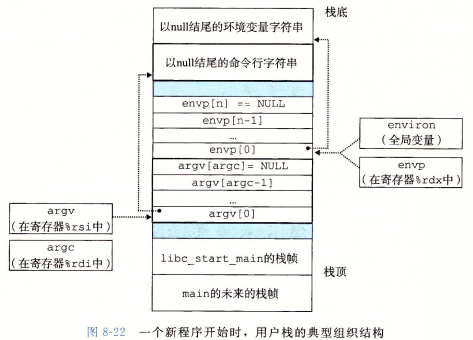 栈底
以null结尾的环境变量字符串
以null结尾的命令行字符串
envp[n] == NULL
envp[n-1]
…
envp[0]
argv[argc]= NULL
argv[argc-1]
…
argv[0]
libc_start_main的栈帧
main的未来的栈帧
栈顶
environ
（全局变量）
envp
（在寄存器%rdx中）
argv
（在寄存器%rsi中）
argc
（在寄存器%rdi中）
图 8-22 一个新程序开始时，用户栈的典型组织结构